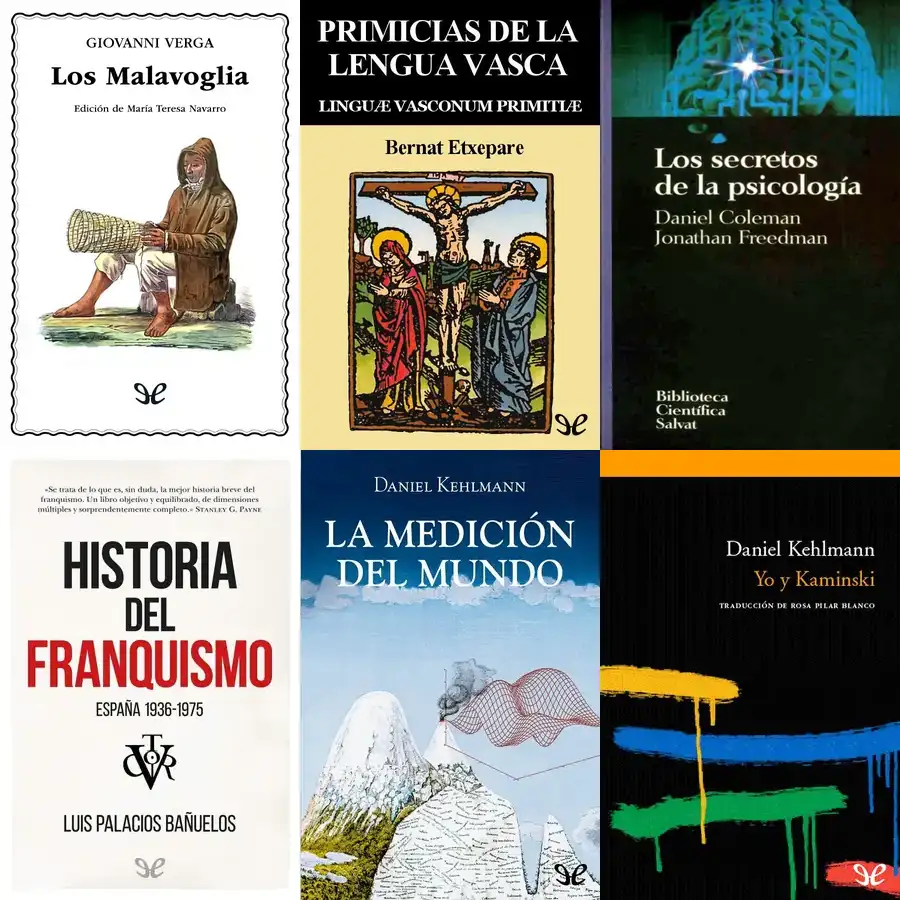 GIOVANNI VERGA
Los Malavoglia
Edición de María Teresa Navarro
PRIMICIAS DE LA
LENGUA VASCA
LINGUÆ VASCONUM PRIMITIÆ
Bernat Etxepare
Los secretos
de la psicología
Daniel Coleman
Jonathan Freedman
Biblioteca
Científica
Salvat
«Se trata de lo que es, sin duda, la mejor historia breve del
franquismo. Un libro objetivo y equilibrado, de dimensiones
múltiples y sorprendentemente completo.» STANLEY G. PAYNE
HISTORIA
DEL
FRANQUISMO
ESPAÑA 1936-1975
LUIS PALACIOS BAÑUELOS
DANIEL KEHLMANN
LA MEDICIÓN
DEL MUNDO
Daniel Kehlmann
Yo y Kaminski
TRADUCCIÓN DE ROSA PILAR BLANCO